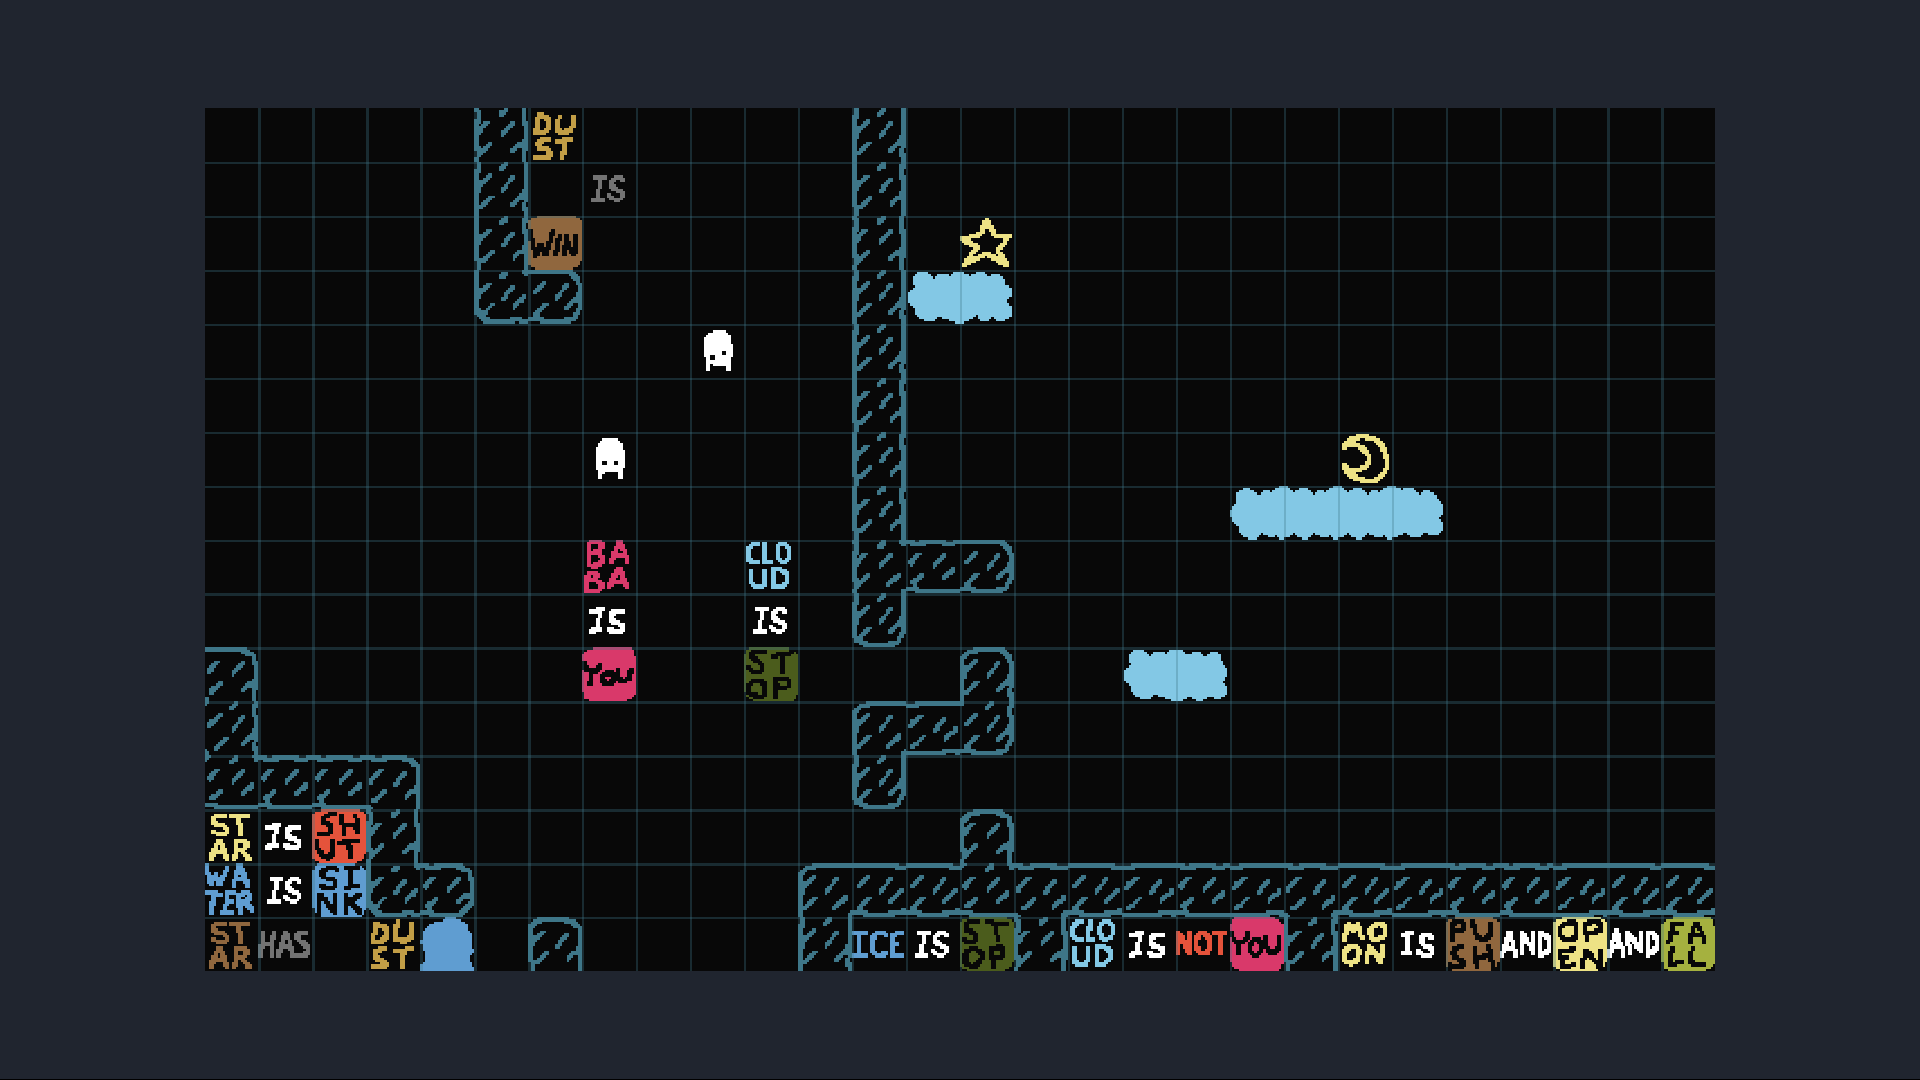 DUST
IS
WIN
BABA CLOUD
IS IS
YOU STOP
STAR IS SHUT
WATER IS SINK
STAR HAS DUST ICE IS STOP CLOUD IS NOT YOU MOON IS PUSH AND OPEN AND FALL